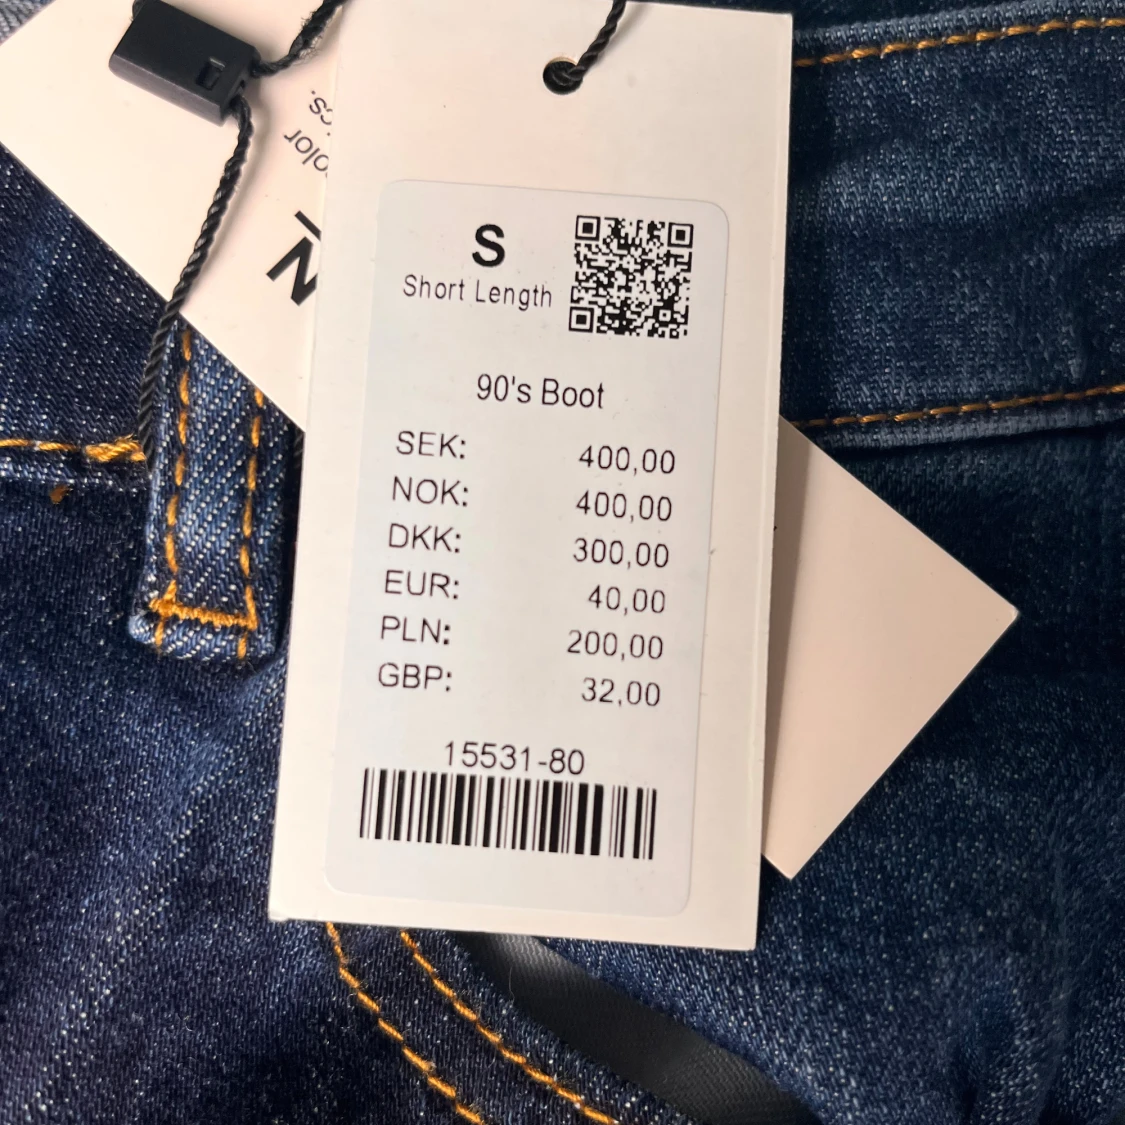 S
Short Length
90's Boot
SEK: 400,00
NOK: 400,00
DKK: 300,00
EUR: 40,00
PLN: 200,00
GBP: 32,00
15531-80